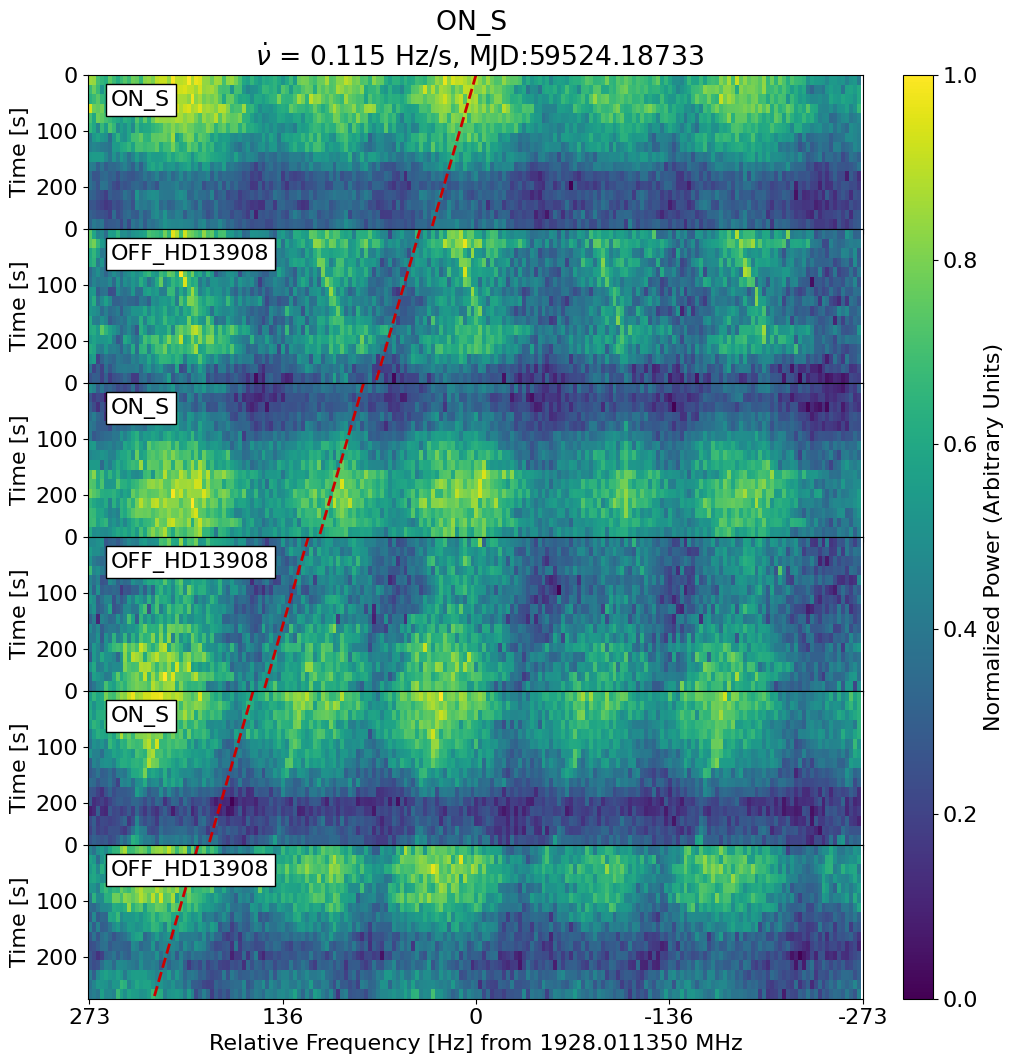 ON_S
ν̇ = 0.115 Hz/s, MJD:59524.18733
0
100
200
Time [s]
ON_S
0
100
200
Time [s]
OFF_HD13908
0
100
200
Time [s]
ON_S
0
100
200
Time [s]
OFF_HD13908
0
100
200
Time [s]
ON_S
0
100
200
Time [s]
OFF_HD13908
273 136 0 -136 -273
Relative Frequency [Hz] from 1928.011350 MHz
1.0
0.8
0.6
0.4
0.2
0.0
Normalized Power (Arbitrary Units)